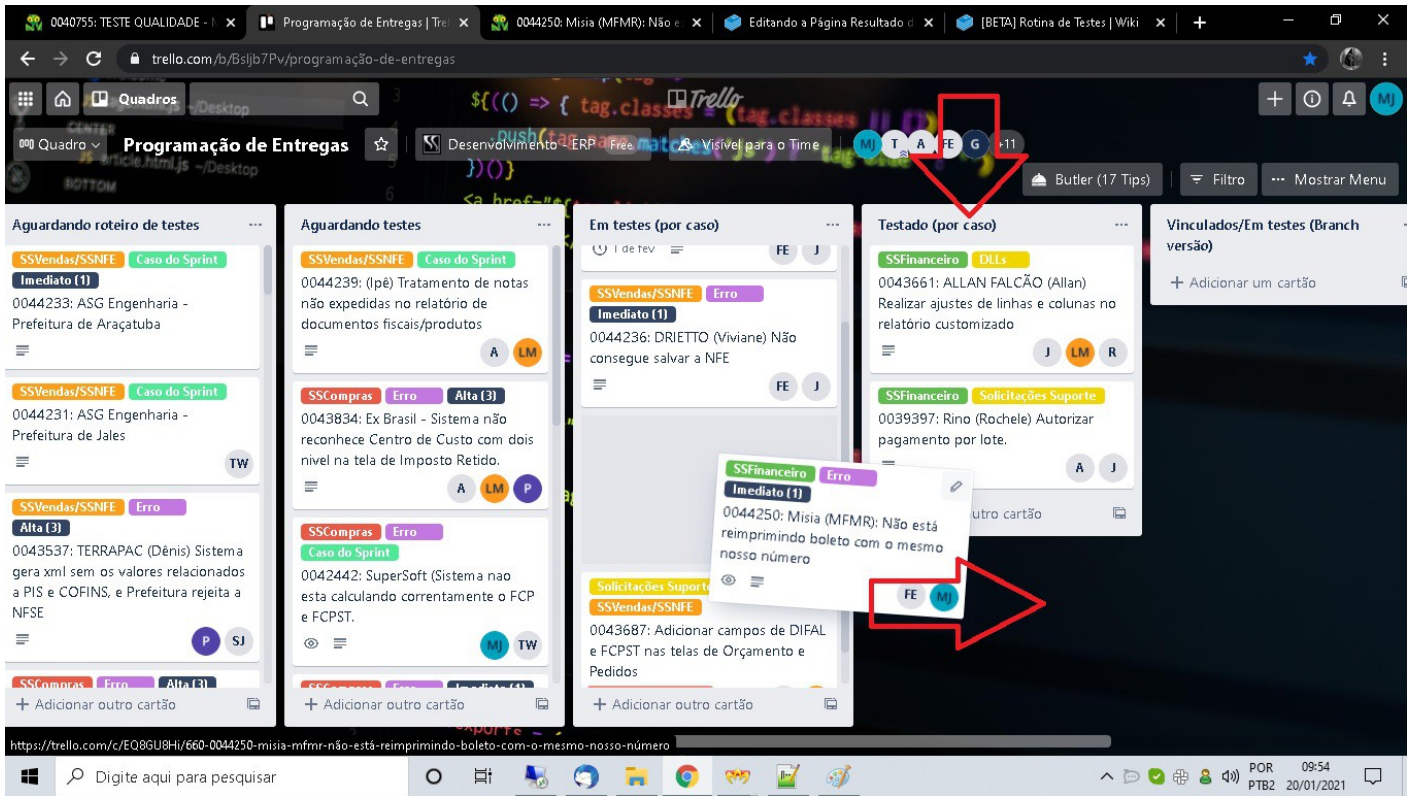 0040755: TESTE QUALIDADE - N
Programação de Entregas | Trel
0044250: Misia (MFMR): Não e
Editando a Página Resultado d
[BETA] Rotina de Testes | Wiki
trello.com/b/Bsljb7Pv/programação-de-entregas
Quadros
Trello
MJ
Quadro
Programação de Entregas
Desenvolvimento - ERP Free
Visível para o Time
MJ T A FE G +11
Butler (17 Tips)
Filtro
Mostrar Menu
Aguardando roteiro de testes
SSVendas/SSNFE Caso do Sprint
Imediato (1)
0044233: ASG Engenharia -
Prefeitura de Araçatuba
SSVendas/SSNFE Caso do Sprint
0044231: ASG Engenharia -
Prefeitura de Jales
TW
SSVendas/SSNFE Erro
Alta (3)
0043537: TERRAPAC (Dênis) Sistema
gera xml sem os valores relacionados
a PIS e COFINS, e Prefeitura rejeita a
NFSE
P SJ
SSCompras Erro Alta (3)
+ Adicionar outro cartão
Aguardando testes
SSVendas/SSNFE Caso do Sprint
0044239: (Ipê) Tratamento de notas
não expedidas no relatório de
documentos fiscais/produtos
A LM
SSCompras Erro Alta (3)
0043834: Ex Brasil - Sistema não
reconhece Centro de Custo com dois
nivel na tela de Imposto Retido.
A LM P
SSCompras Erro
Caso do Sprint
0042442: SuperSoft (Sistema nao
esta calculando correntamente o FCP
e FCPST.
MJ TW
SSCompras Erro Imediato (1)
+ Adicionar outro cartão
Em testes (por caso)
1 de fev
FE J
SSVendas/SSNFE Erro
Imediato (1)
0044236: DRIETTO (Viviane) Não
consegue salvar a NFE
FE J
SSFinanceiro Erro
Imediato (1)
0044250: Misia (MFMR): Não está
reimprimindo boleto com o mesmo
nosso número
FE MJ
Solicitações Suporte
SSVendas/SSNFE
0043687: Adicionar campos de DIFAL
e FCPST nas telas de Orçamento e
Pedidos
+ Adicionar outro cartão
Testado (por caso)
SSFinanceiro DLLs
0043661: ALLAN FALCÃO (Allan)
Realizar ajustes de linhas e colunas no
relatório customizado
J LM R
SSFinanceiro Solicitações Suporte
0039397: Rino (Rochele) Autorizar
pagamento por lote.
A J
utro cartão
Vinculados/Em testes (Branch
versão)
+ Adicionar um cartão
https://trello.com/c/EQ8GU8Hi/660-0044250-misia-mfmr-não-está-reimprimindo-boleto-com-o-mesmo-nosso-número
Digite aqui para pesquisar
POR
PTB2
09:54
20/01/2021